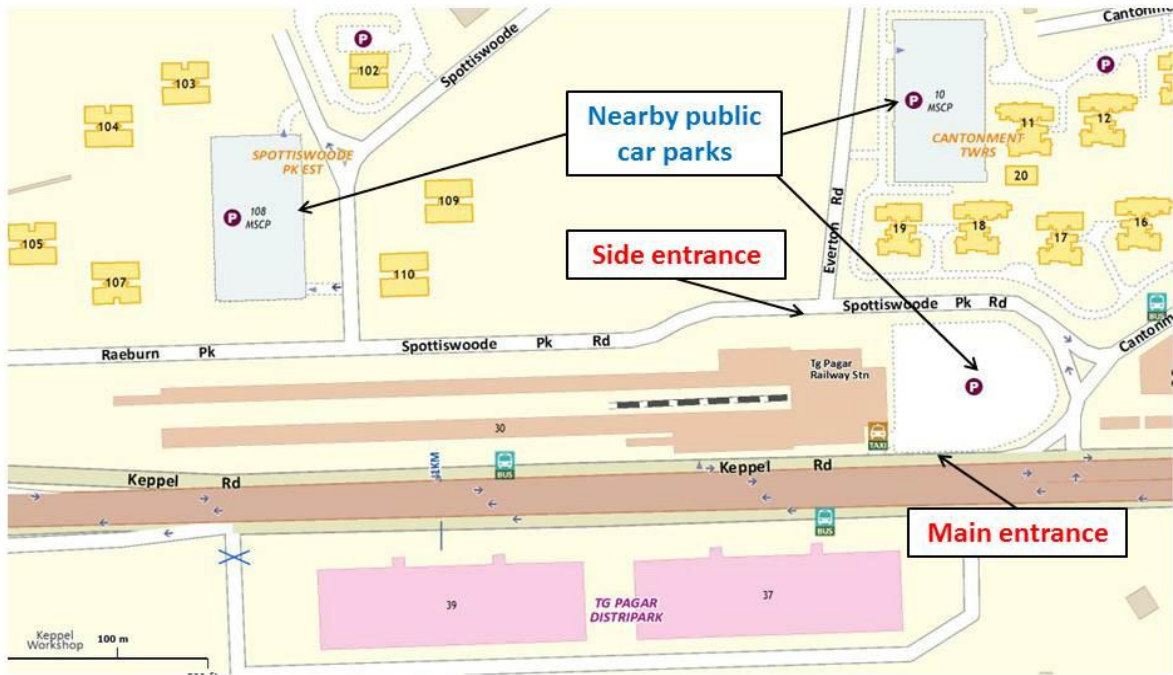 Cantonment
Spottiswoode
P
102
103
104
P
10
MSCP
P
11
12
CANTONMENT
TWRS
20
Nearby public
car parks
SPOTTISWOODE
PK EST
P
108
MSCP
109
105
107
110
Everton Rd
19
18
17
16
Side entrance
Spottiswoode Pk Rd
BUS
Raeburn Pk
Spottiswoode Pk Rd
Tg Pagar
Railway Stn
P
30
TAXI
BUS
1KM
Keppel Rd
Keppel Rd
BUS
Main entrance
39
TG PAGAR
DISTRIPARK
37
Keppel
Workshop
100 m